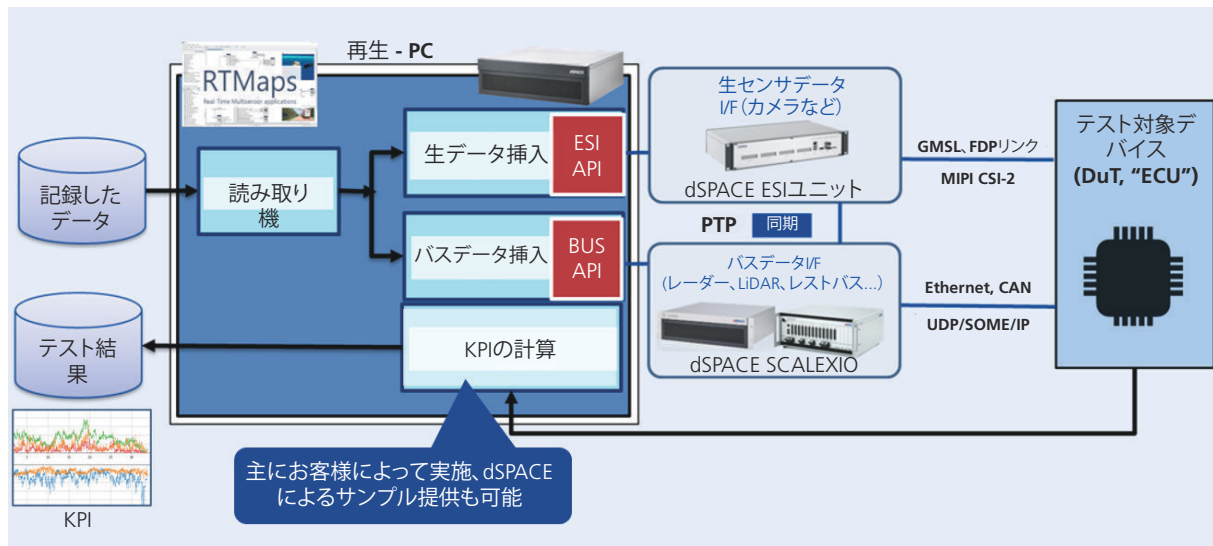 再生 - PC
RTMaps
Real-Time Multisensor applications
記録した
データ
読み取り
機
生データ挿入
ESI
API
バスデータ挿入
BUS
API
KPIの計算
テスト結
果
KPI
主にお客様によって実施、dSPACE
によるサンプル提供も可能
生センサデータ
I/F(カメラなど)
dSPACE ESIユニット
PTP
同期
バスデータI/F
(レーダー、LiDAR、レストバス...)
dSPACE SCALEXIO
GMSL、FDPリンク
MIPI CSI-2
Ethernet, CAN
UDP/SOME/IP
テスト対象デ
バイス
(DuT, “ECU”)